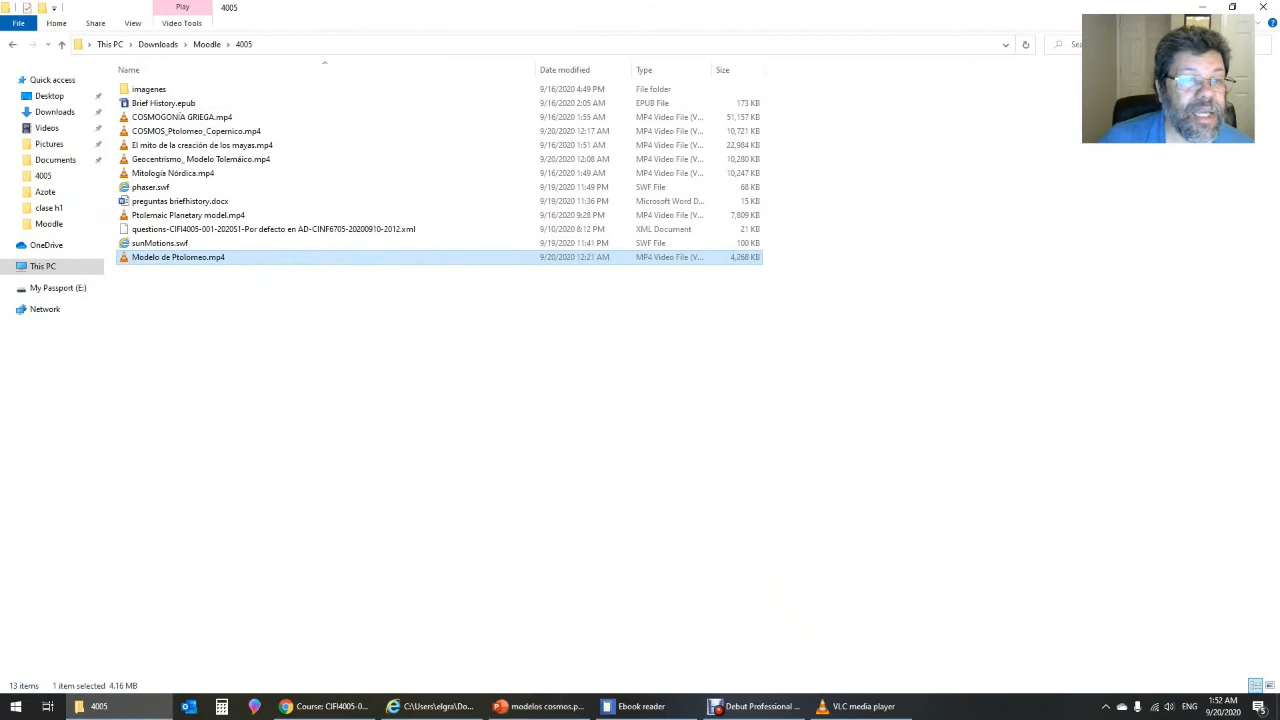 Play 4005
File Home Share View Video Tools
This PC Downloads Moodle 4005
Name Date modified Type Size
imagenes 9/16/2020 4:49 PM File folder
Brief History.epub 9/16/2020 2:05 AM EPUB File 173 KB
COSMOGONÍA GRIEGA.mp4 9/16/2020 1:55 AM MP4 Video File (V... 51,157 KB
COSMOS_Ptolomeo_Copernico.mp4 9/20/2020 12:17 AM MP4 Video File (V... 10,721 KB
El mito de la creación de los mayas.mp4 9/16/2020 1:51 AM MP4 Video File (V... 22,984 KB
Geocentrismo_ Modelo Tolemáico.mp4 9/20/2020 12:08 AM MP4 Video File (V... 10,280 KB
Mitología Nórdica.mp4 9/16/2020 1:49 AM MP4 Video File (V... 10,247 KB
phaser.swf 9/19/2020 11:49 PM SWF File 68 KB
preguntas briefhistory.docx 9/19/2020 11:36 PM Microsoft Word D... 15 KB
Ptolemaic Planetary model.mp4 9/16/2020 9:28 PM MP4 Video File (V... 7,809 KB
questions-CIFI4005-001-2020S1-Por defecto en AD-CINF6705-20200910-2012.xml 9/10/2020 8:12 PM XML Document 21 KB
sunMotions.swf 9/19/2020 11:41 PM SWF File 100 KB
Modelo de Ptolomeo.mp4 9/20/2020 12:21 AM MP4 Video File (V... 4,268 KB
Quick access
Desktop
Downloads
Videos
Pictures
Documents
4005
Azote
clase h1
Moodle
OneDrive
This PC
My Passport (E:)
Network
13 items 1 item selected 4.16 MB
4005 Course: CIFI4005-0... C:\Users\elgra\Do... modelos cosmos.p... Ebook reader Debut Professional ... VLC media player ENG 1:52 AM
9/20/2020